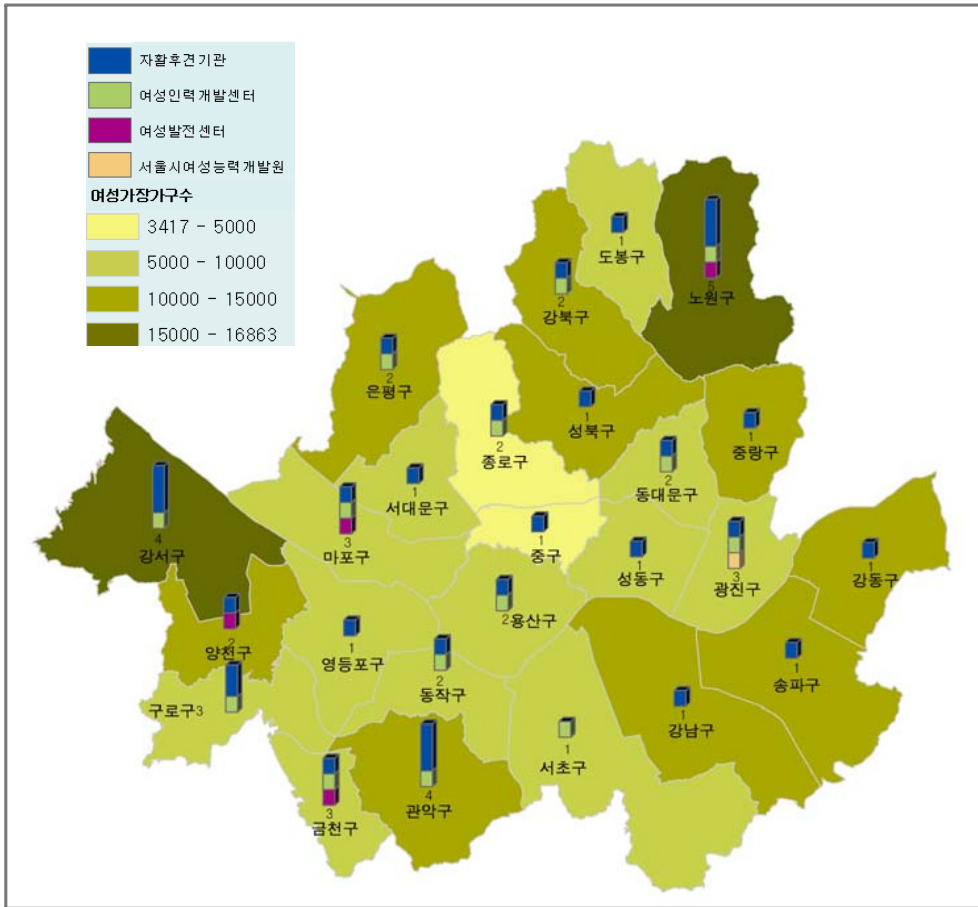 자활후견기관
여성인력개발센터
여성발전센터
서울시여성능력개발원
여성가장가구수
3417 - 5000
5000 - 10000
10000 - 15000
15000 - 16863
1
도봉구
5
노원구
2
강북구
2
은평구
1
성북구
1
중랑구
2
종로구
2
동대문구
1
서대문구
4
강서구
3
마포구
1
중구
1
성동구
3
광진구
1
강동구
2
용산구
2
양천구
1
영등포구
2
동작구
1
송파구
구로구3
1
강남구
1
서초구
4
관악구
3
금천구